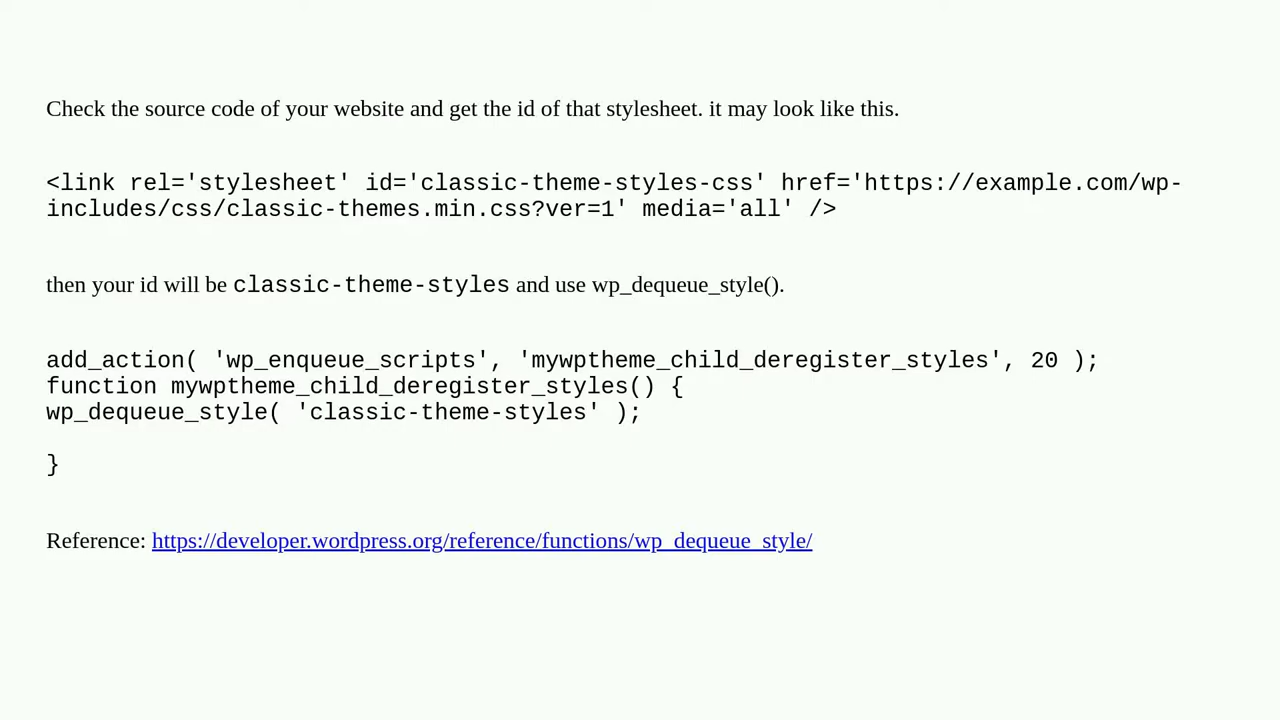 Check the source code of your website and get the id of that stylesheet. it may look like this.
<link rel='stylesheet' id='classic-theme-styles-css' href='https://example.com/wp-
includes/css/classic-themes.min.css?ver=1' media='all' />
then your id will be classic-theme-styles and use wp_dequeue_style().
add_action( 'wp_enqueue_scripts', 'mywptheme_child_deregister_styles', 20 );
function mywptheme_child_deregister_styles() {
wp_dequeue_style( 'classic-theme-styles' );
}
Reference: https://developer.wordpress.org/reference/functions/wp_dequeue_style/